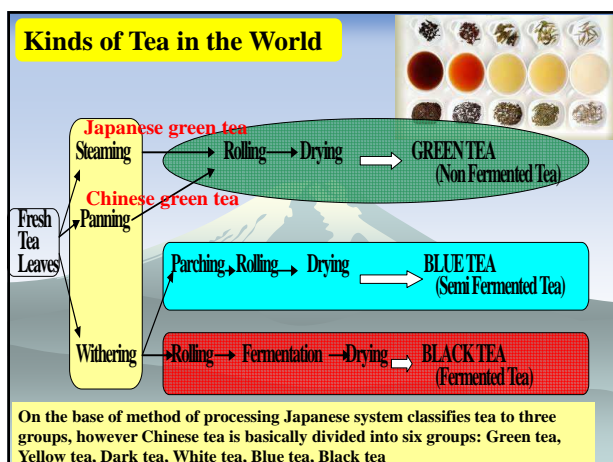 Kinds of Tea in the World
Japanese green tea
Steaming
Rolling
Drying
GREEN TEA
(Non Fermented Tea)
Chinese green tea
Panning
Fresh
Tea
Leaves
Parching
Rolling
Drying
BLUE TEA
(Semi Fermented Tea)
Withering
Rolling
Fermentation
Drying
BLACK TEA
(Fermented Tea)
On the base of method of processing Japanese system classifies tea to three
groups, however Chinese tea is basically divided into six groups: Green tea,
Yellow tea, Dark tea, White tea, Blue tea, Black tea